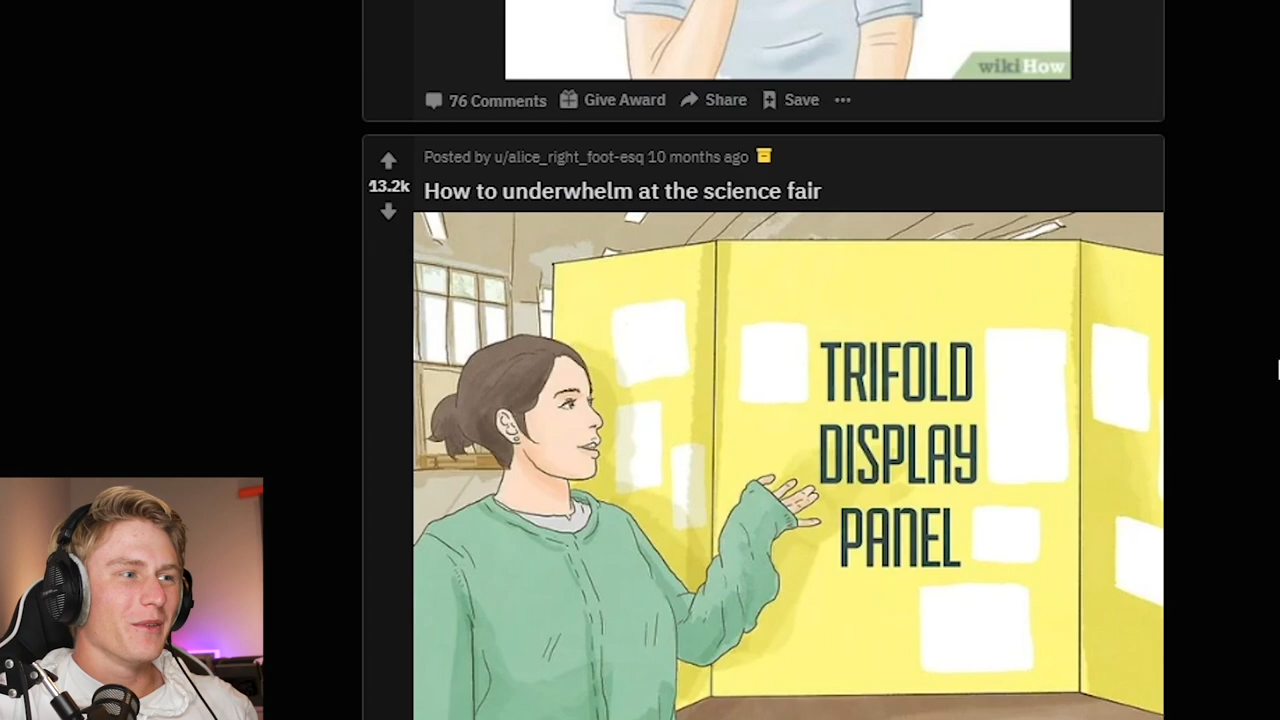 wikiHow
76 Comments Give Award Share Save
Posted by u/alice_right_foot-esq 10 months ago
13.2k
How to underwhelm at the science fair
TRIFOLD
DISPLAY
PANEL